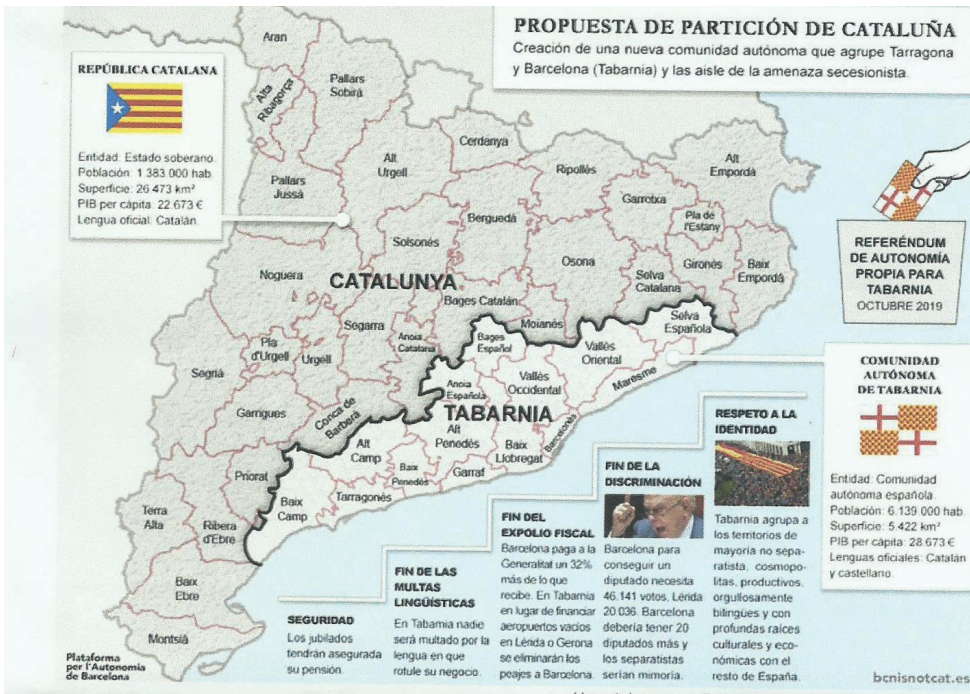 PROPUESTA DE PARTICIÓN DE CATALUÑA
Creación de una nueva comunidad autónoma que agrupe Tarragona
y Barcelona (Tabarnia) y las aisle de la amenaza secesionista.
REPÚBLICA CATALANA
Entidad: Estado soberano.
Población: 1 383 000 hab.
Superficie: 26 473 km²
PIB per cápita: 22 673 €
Lengua oficial: Catalán.
Aran
Alta
Ribagorça
Pallars
Sobirà
Pallars
Jussà
Alt
Urgell
Cerdanya
Ripollès
Alt
Empordà
Garrotxa
Pla de
l'Estany
Berguedà
Solsonés
Osona
Selva
Catalana
Gironés
Baix
Empordà
Noguera
CATALUNYA
Bages Catalán
Moianès
Selva
Española
Segarra
Anoia
Catalana
Bages
Español
Vallés
Oriental
Pla
d'Urgell
Urgell
Segrià
Vallés
Occidental
Maresme
Anoia
Española
TABARNIA
Garrigues
Conca de
Barberà
Alt
Camp
Alt
Penedés
Baix
Llobregat
Barcelonés
Baix
Penedés
Garraf
Priorat
Baix
Camp
Tarragonés
Terra
Alta
Ribera
d'Ebre
Baix
Ebre
Montsià
REFERÉNDUM
DE AUTONOMÍA
PROPIA PARA
TABARNIA
OCTUBRE 2019
COMUNIDAD
AUTÓNOMA
DE TABARNIA
Entidad: Comunidad
autónoma española.
Población: 6 139 000 hab.
Superficie: 5 422 km²
PIB per cápita: 28 673 €
Lenguas oficiales: Catalán
y castellano.
SEGURIDAD
Los jubilados
tendrán asegurada
su pensión.
FIN DE LAS
MULTAS
LINGÜÍSTICAS
En Tabarnia nadie
será multado por la
lengua en que
rotule su negocio.
FIN DEL
EXPOLIO FISCAL
Barcelona paga a la
Generalitat un 32%
más de lo que
recibe. En Tabarnia
en lugar de financiar
aeropuertos vacíos
en Lérida o Gerona
se eliminarán los
peajes a Barcelona.
FIN DE LA
DISCRIMINACIÓN
Barcelona para
conseguir un
diputado necesita
46.141 votos, Lérida
20 036. Barcelona
debería tener 20
diputados más y
los separatistas
serían mimoría.
RESPETO A LA
IDENTIDAD
Tabarnia agrupa a
los territorios de
mayoría no sepa-
ratista, cosmopo-
litas, productivos,
orgullosamente
bilingües y con
profundas raíces
culturales y eco-
nómicas con el
resto de España.
Plataforma
per l'Autonomia
de Barcelona
bcnisnotcat.es